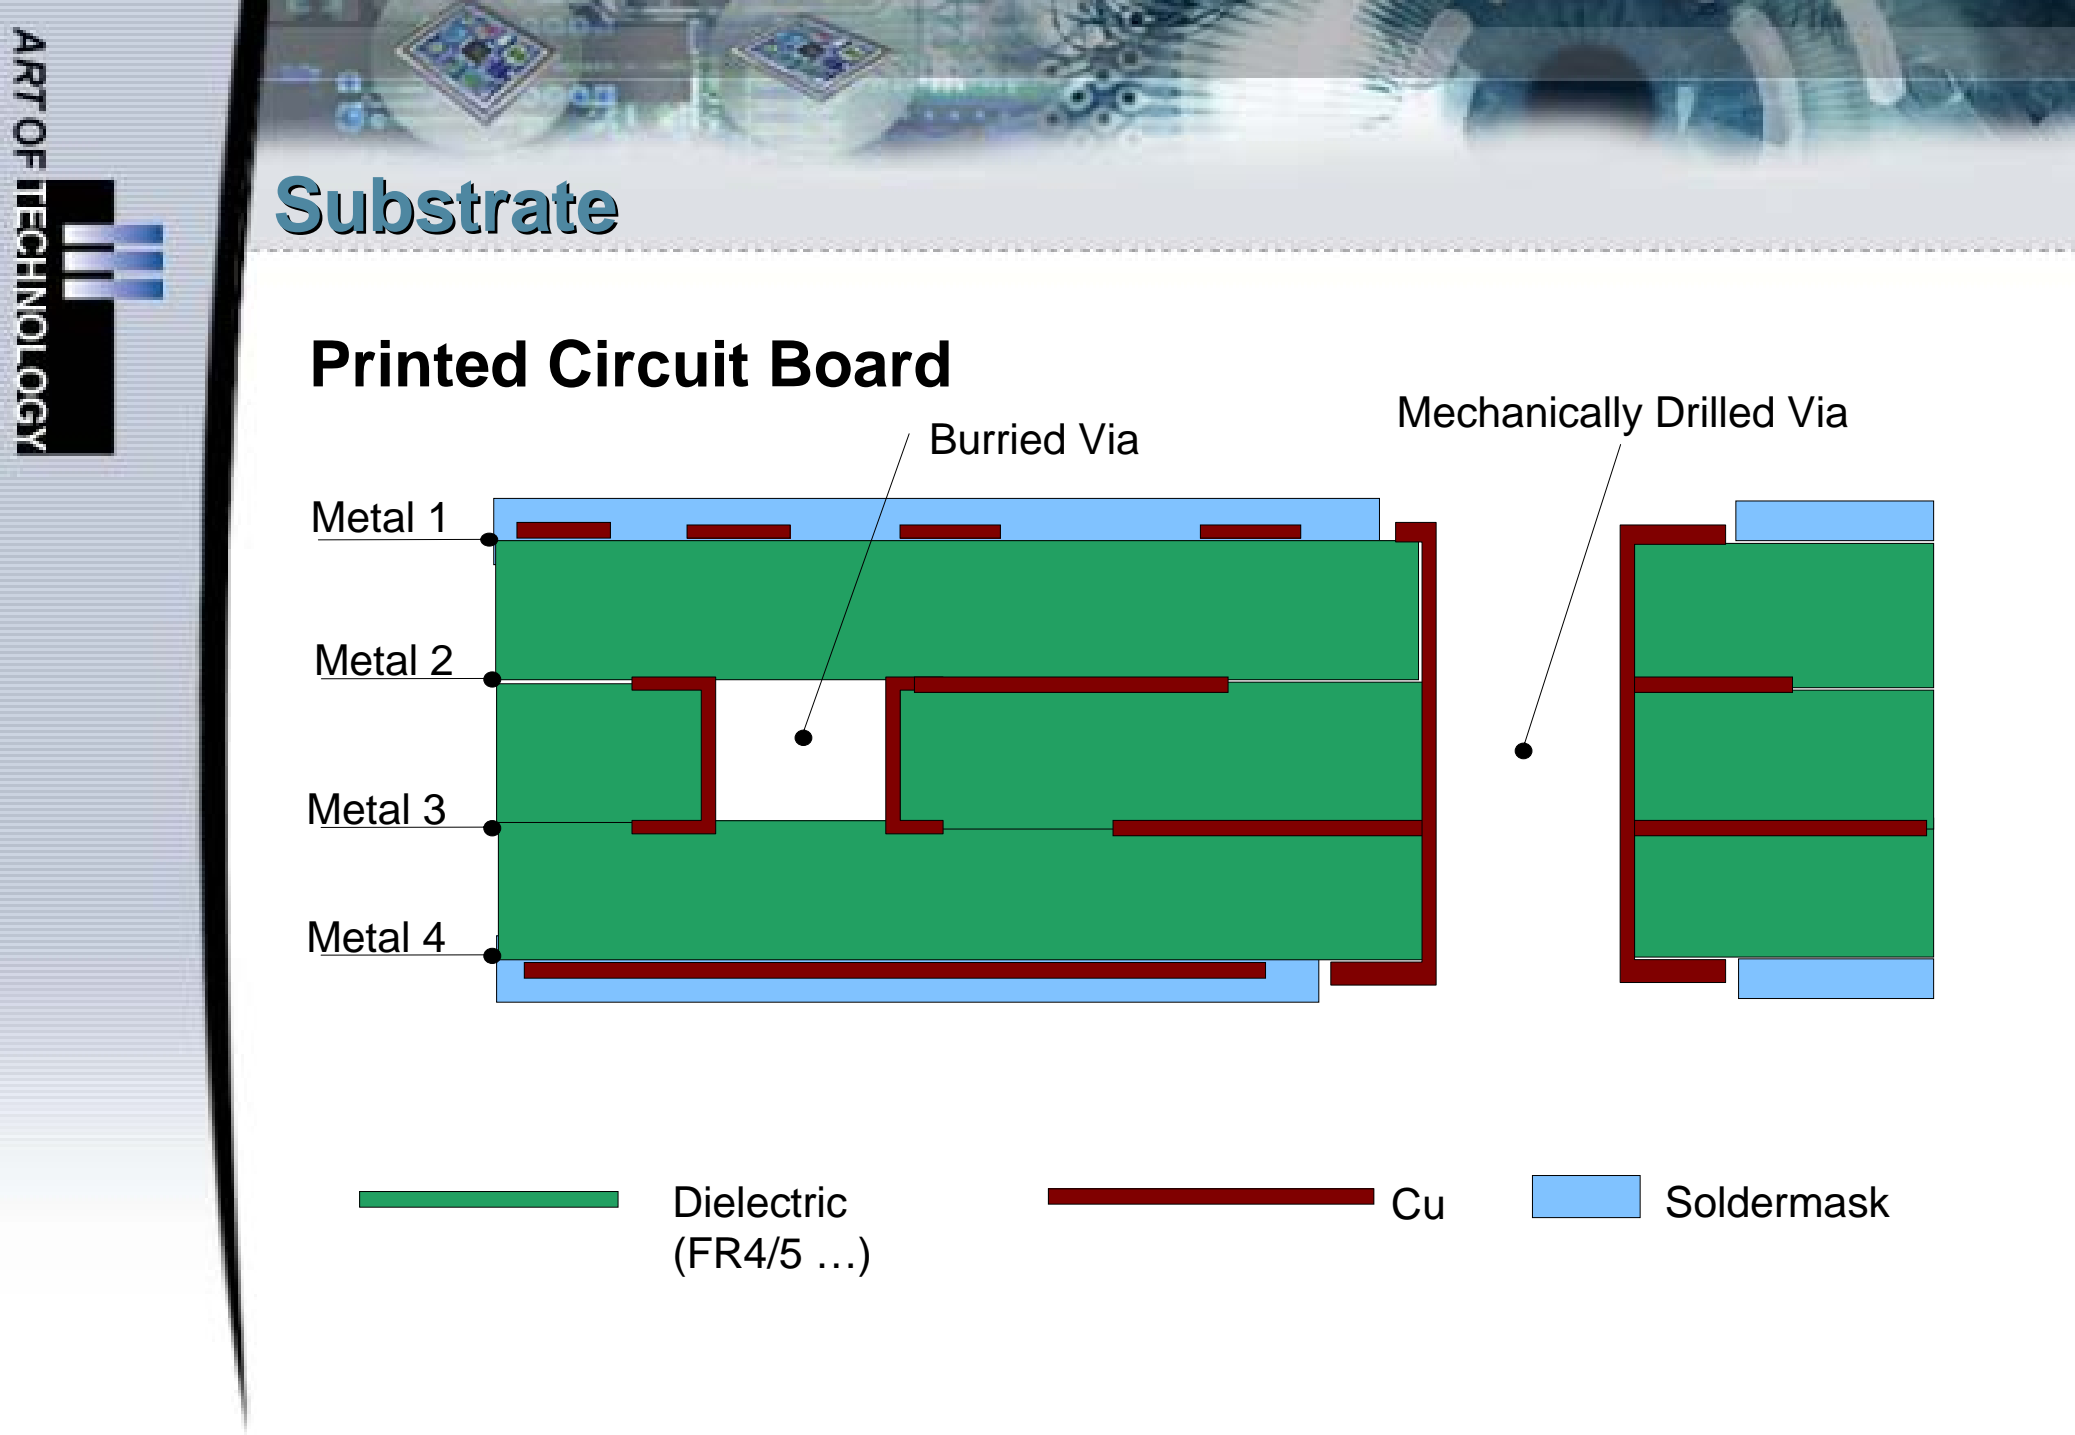 ART OF TECHNOLOGY
Substrate
Printed Circuit Board
Mechanically Drilled Via
Burried Via
Metal 1
Metal 2
Metal 3
Metal 4
Dielectric
(FR4/5 …)
Cu
Soldermask